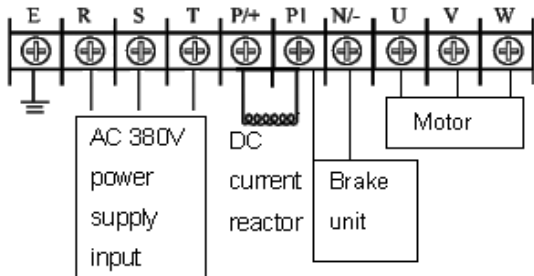 E R S T P/+ P1 N/- U V W
AC 380V
power
supply
input
DC
current
reactor
Brake
unit
Motor